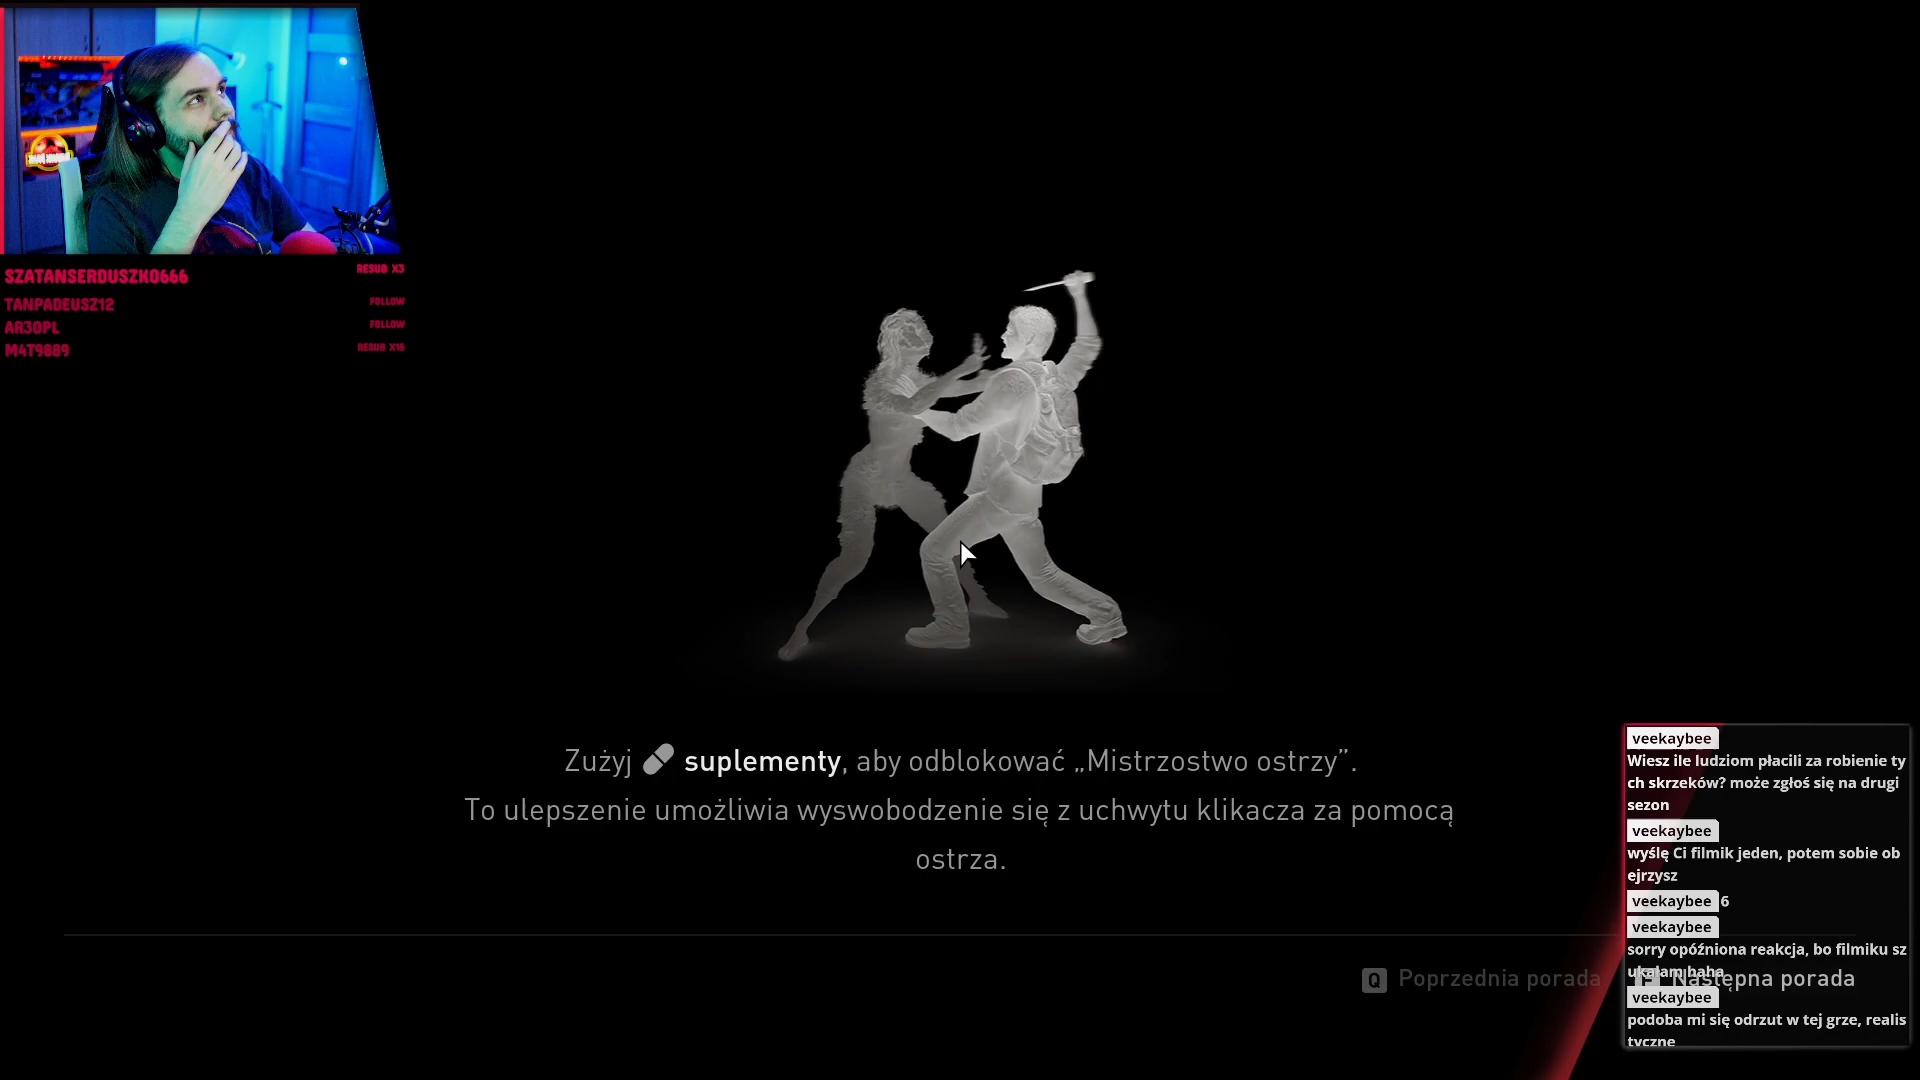 SZATANSERDUSZKO666 RESUB X3
TANPADEUSZ12 FOLLOW
AR3OPL FOLLOW
M4T9889 RESUB X16
Zużyj suplementy, aby odblokować „Mistrzostwo ostrzy”.
To ulepszenie umożliwia wyswobodzenie się z uchwytu klikacza za pomocą
ostrza.
Q Poprzednia porada
Następna porada
veekaybee
Wiesz ile ludziom płacili za robienie ty
ch skrzeków? może zgłoś się na drugi
sezon
veekaybee
wyślę Ci filmik jeden, potem sobie ob
ejrzysz
veekaybee 6
veekaybee
sorry opóźniona reakcja, bo filmiku sz
ukałam haha
veekaybee
podoba mi się odrzut w tej grze, realis
tyczne